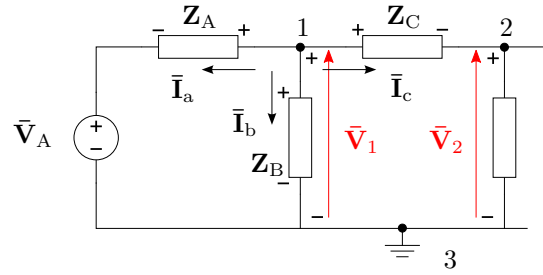 Z_A 1 Z_C 2
− + + −
Ī_a Ī_c
+ + +
V̄_A + − Ī_b V̄_1 V̄_2
Z_B
− − −
3